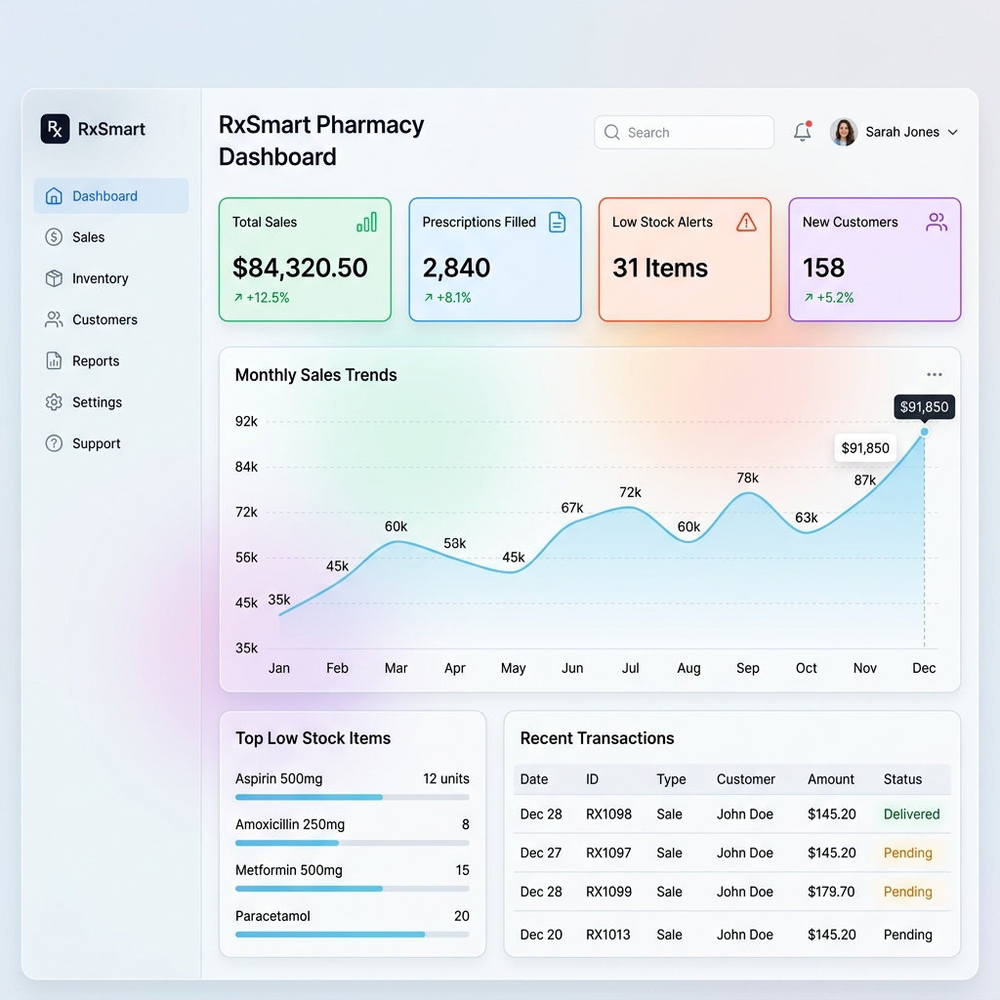 Rx RxSmart
Dashboard
Sales
Inventory
Customers
Reports
Settings
Support
RxSmart Pharmacy
Dashboard
Search
Sarah Jones
Total Sales
$84,320.50
+12.5%
Prescriptions Filled
2,840
+8.1%
Low Stock Alerts
31 Items
New Customers
158
+5.2%
Monthly Sales Trends
92k
84k
72k
56k
45k
35k
35k
45k
60k
58k
45k
67k
72k
60k
78k
63k
87k
$91,850
$91,850
Jan Feb Mar Apr May Jun Jul Aug Sep Oct Nov Dec
Top Low Stock Items
Aspirin 500mg 12 units
Amoxicillin 250mg 8
Metformin 500mg 15
Paracetamol 20
Recent Transactions
Date ID Type Customer Amount Status
Dec 28 RX1098 Sale John Doe $145.20 Delivered
Dec 27 RX1097 Sale John Doe $145.20 Pending
Dec 28 RX1099 Sale John Doe $179.70 Pending
Dec 20 RX1013 Sale John Doe $145.20 Pending